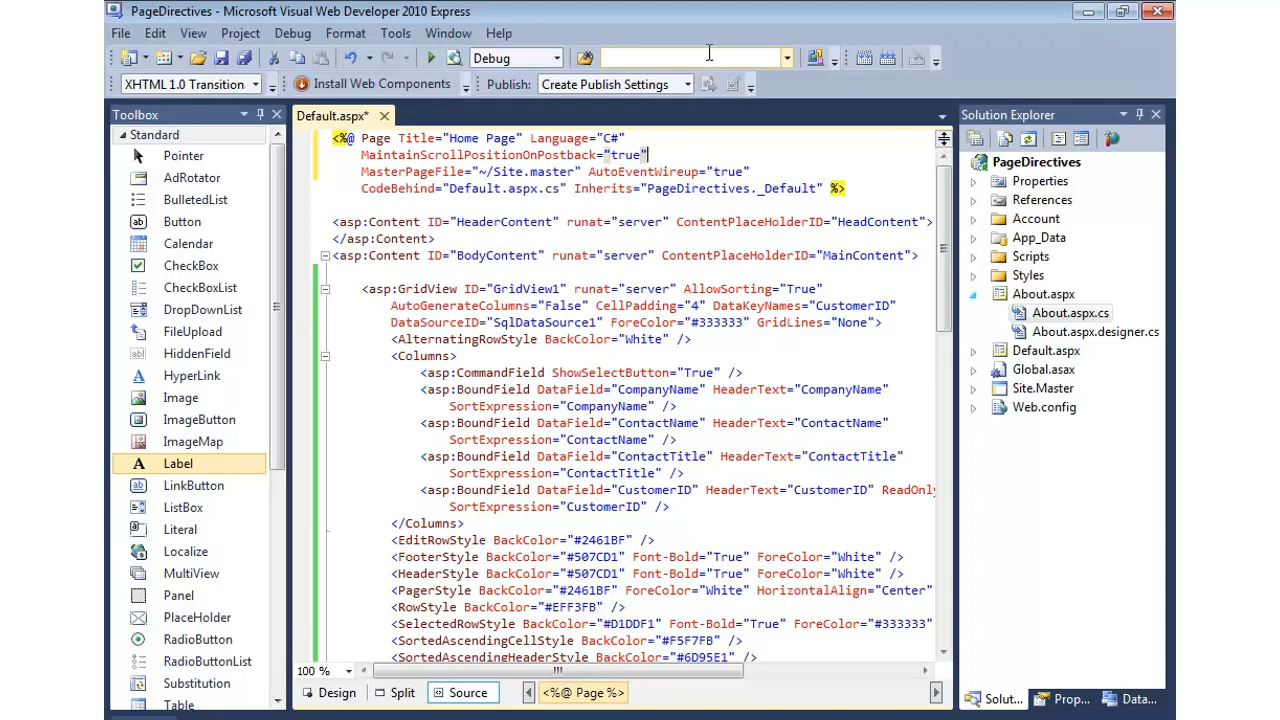 PageDirectives - Microsoft Visual Web Developer 2010 Express
File Edit View Project Debug Format Tools Window Help
Debug
XHTML 1.0 Transition Install Web Components Publish: Create Publish Settings
Toolbox
Standard
Pointer
AdRotator
BulletedList
Button
Calendar
CheckBox
CheckBoxList
DropDownList
FileUpload
HiddenField
HyperLink
Image
ImageButton
ImageMap
Label
LinkButton
ListBox
Literal
Localize
MultiView
Panel
PlaceHolder
RadioButton
RadioButtonList
Substitution
Table
Default.aspx*
<%@ Page Title="Home Page" Language="C#"
MaintainScrollPositionOnPostback="true"
MasterPageFile="~/Site.master" AutoEventWireup="true"
CodeBehind="Default.aspx.cs" Inherits="PageDirectives._Default" %>
<asp:Content ID="HeaderContent" runat="server" ContentPlaceHolderID="HeadContent">
</asp:Content>
<asp:Content ID="BodyContent" runat="server" ContentPlaceHolderID="MainContent">
<asp:GridView ID="GridView1" runat="server" AllowSorting="True"
AutoGenerateColumns="False" CellPadding="4" DataKeyNames="CustomerID"
DataSourceID="SqlDataSource1" ForeColor="#333333" GridLines="None">
<AlternatingRowStyle BackColor="White" />
<Columns>
<asp:CommandField ShowSelectButton="True" />
<asp:BoundField DataField="CompanyName" HeaderText="CompanyName"
SortExpression="CompanyName" />
<asp:BoundField DataField="ContactName" HeaderText="ContactName"
SortExpression="ContactName" />
<asp:BoundField DataField="ContactTitle" HeaderText="ContactTitle"
SortExpression="ContactTitle" />
<asp:BoundField DataField="CustomerID" HeaderText="CustomerID" ReadOnly
SortExpression="CustomerID" />
</Columns>
<EditRowStyle BackColor="#2461BF" />
<FooterStyle BackColor="#507CD1" Font-Bold="True" ForeColor="White" />
<HeaderStyle BackColor="#507CD1" Font-Bold="True" ForeColor="White" />
<PagerStyle BackColor="#2461BF" ForeColor="White" HorizontalAlign="Center"
<RowStyle BackColor="#EFF3FB" />
<SelectedRowStyle BackColor="#D1DDF1" Font-Bold="True" ForeColor="#333333"
<SortedAscendingCellStyle BackColor="#F5F7FB" />
<SortedAscendingHeaderStyle BackColor="#6D95E1" />
100 %
Design Split Source <%@ Page %>
Solution Explorer
PageDirectives
Properties
References
Account
App_Data
Scripts
Styles
About.aspx
About.aspx.cs
About.aspx.designer.cs
Default.aspx
Global.asax
Site.Master
Web.config
Solut... Prop... Data...